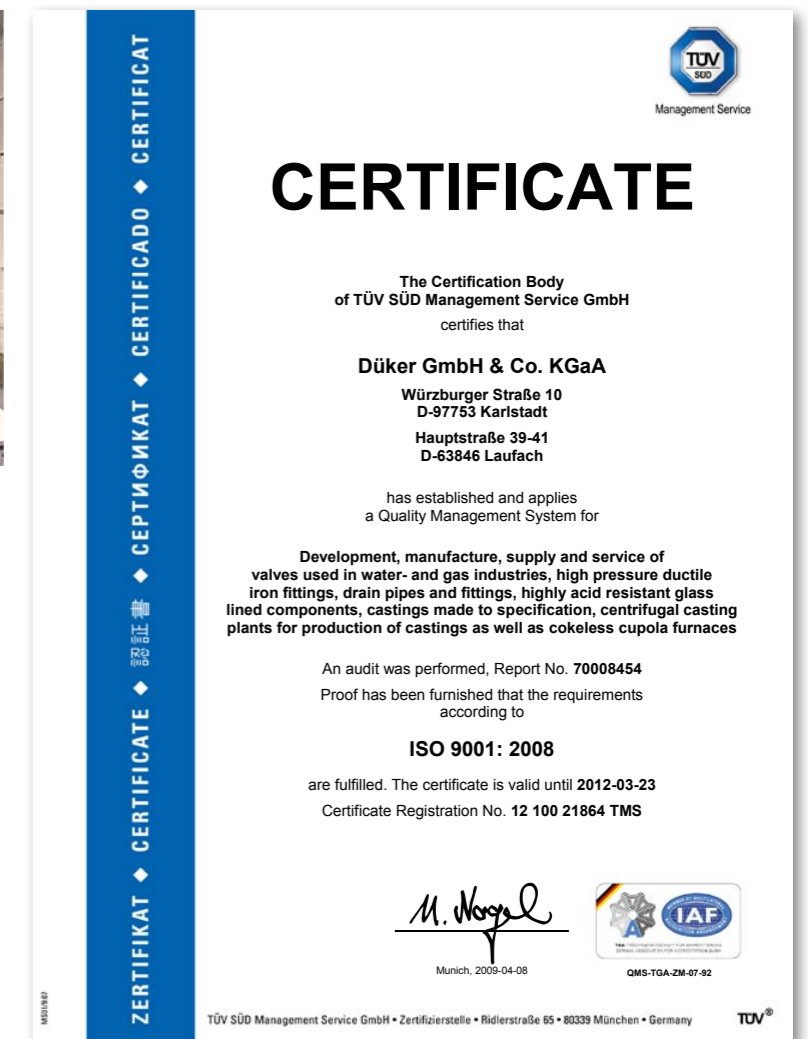 ZERTIFIKAT ◆ CERTIFICATE ◆ 認証書 ◆ СЕРТИФИКАТ ◆ CERTIFICADO ◆ CERTIFICAT
TÜV
SÜD
Management Service
CERTIFICATE
The Certification Body
of TÜV SÜD Management Service GmbH
certifies that
Düker GmbH & Co. KGaA
Würzburger Straße 10
D-97753 Karlstadt
Hauptstraße 39-41
D-63846 Laufach
has established and applies
a Quality Management System for
Development, manufacture, supply and service of
valves used in water- and gas industries, high pressure ductile
iron fittings, drain pipes and fittings, highly acid resistant glass
lined components, castings made to specification, centrifugal casting
plants for production of castings as well as cokeless cupola furnaces
An audit was performed, Report No. 70008454
Proof has been furnished that the requirements
according to
ISO 9001: 2008
are fulfilled. The certificate is valid until 2012-03-23
Certificate Registration No. 12 100 21864 TMS
M. Nagel
Munich, 2009-04-08
IAF
QMS-TGA-ZM-07-92
TÜV SÜD Management Service GmbH • Zertifizierstelle • Ridlerstraße 65 • 80339 München • Germany
TÜV®